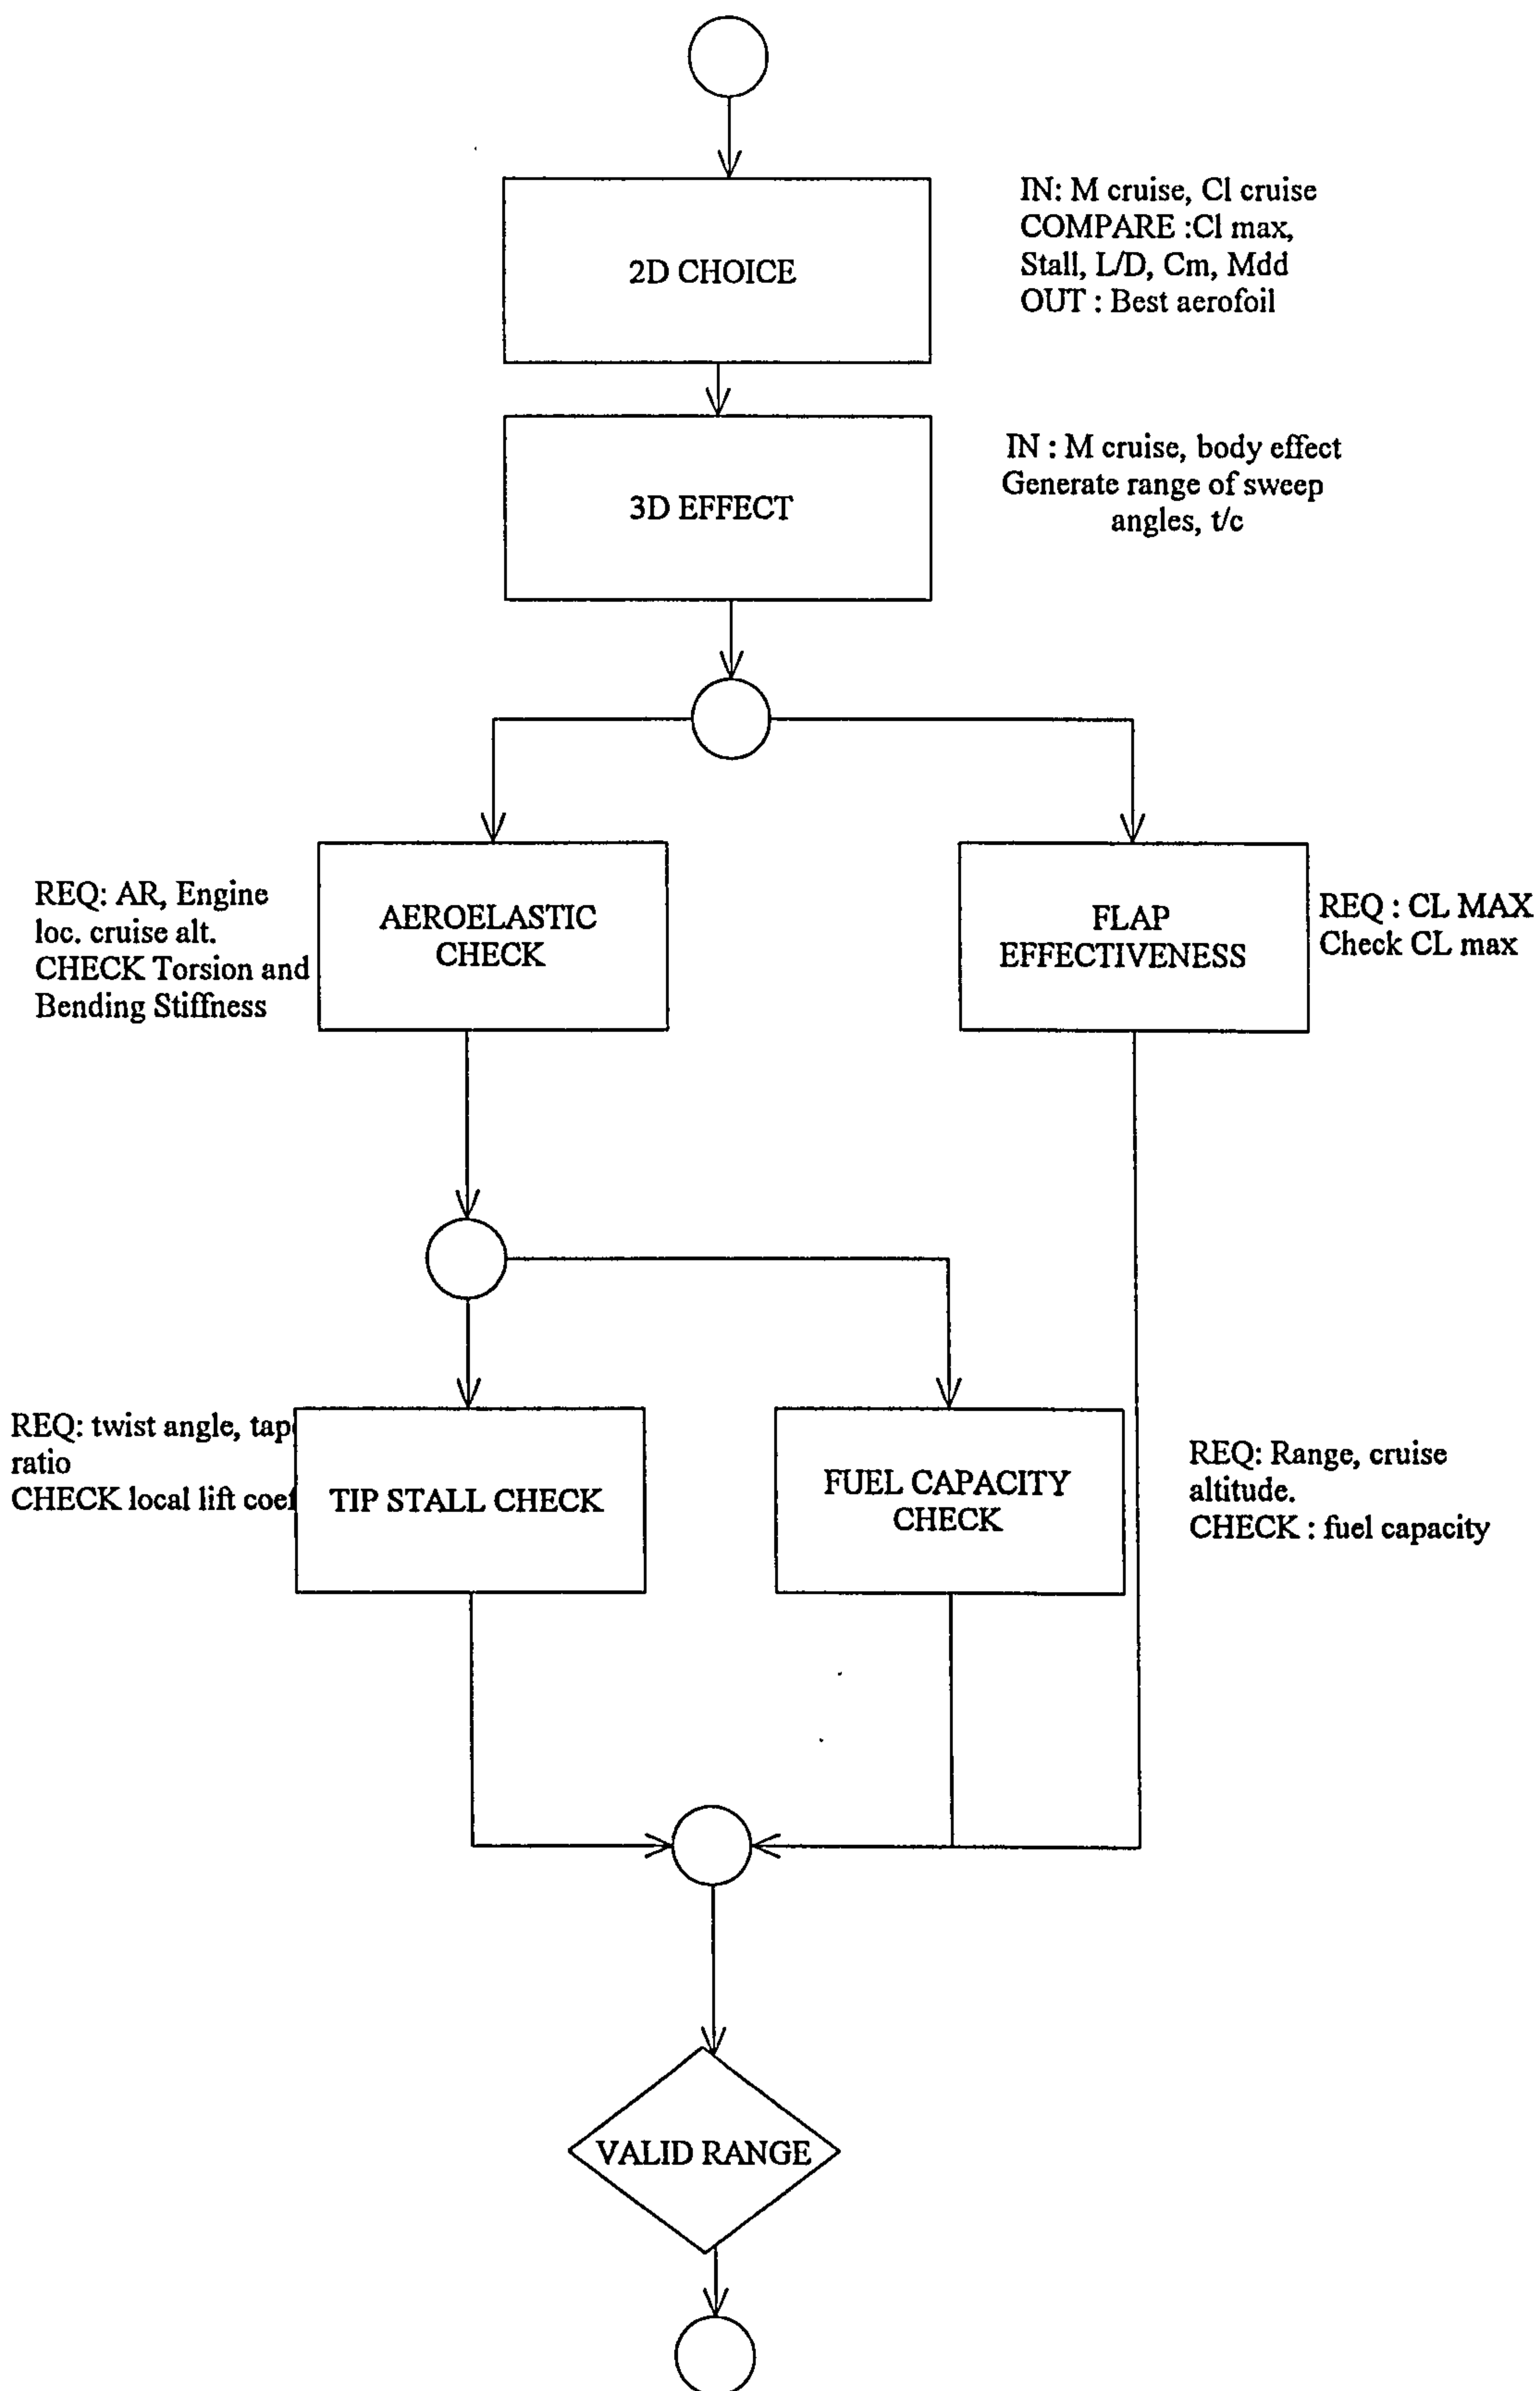 2D CHOICE
IN: M cruise, Cl cruise
COMPARE :Cl max,
Stall, L/D, Cm, Mdd
OUT : Best aerofoil
3D EFFECT
IN : M cruise, body effect
Generate range of sweep
angles, t/c
REQ: AR, Engine
loc. cruise alt.
CHECK Torsion and
Bending Stiffness
AEROELASTIC
CHECK
FLAP
EFFECTIVENESS
REQ : CL MAX
Check CL max
REQ: twist angle,
ratio
CHECK local lift
TIP STALL CHECK
FUEL CAPACITY
CHECK
REQ: Range, cruise
altitude.
CHECK : fuel capacity
VALID RANGE